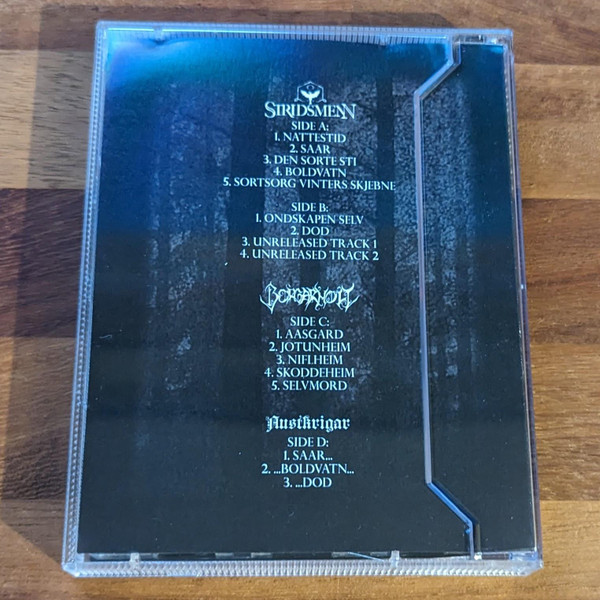 STRIDSMENN
SIDE A:
1. NATTESTID
2. SAAR
3. DEN SORTE STI
4. BOLDVATN
5. SORTSORG VINTERS SKJEBNE
SIDE B:
1. ONDSKAPEN SELV
2. DOD
3. UNRELEASED TRACK 1
4. UNRELEASED TRACK 2
SIDE C:
1. AASGARD
2. JOTUNHEIM
3. NIFLHEIM
4. SKODDEHEIM
5. SELVMORD
Austkrigar
SIDE D:
1. SAAR...
2. ...BOLDVATN...
3. ...DOD